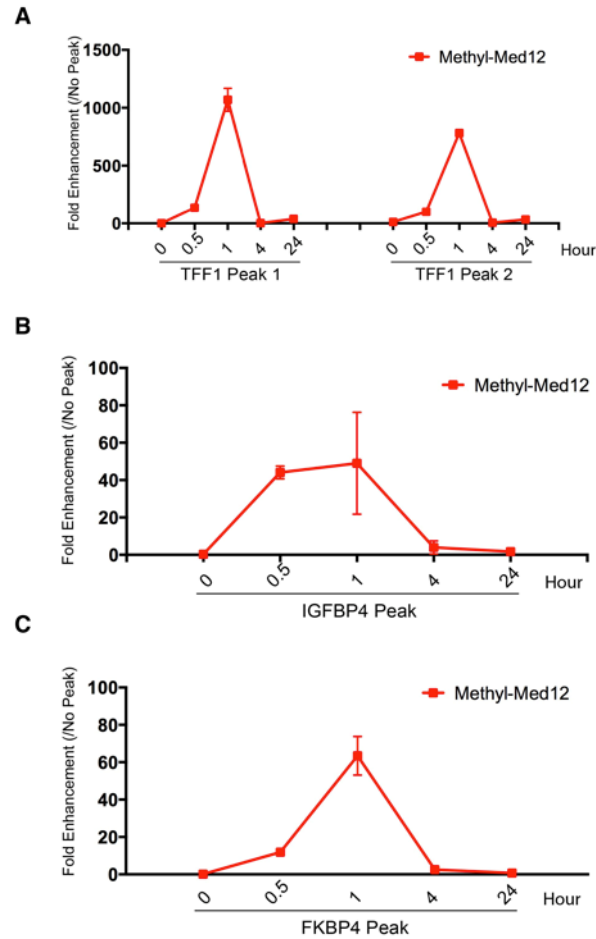 A
Fold Enhancement (/No Peak)
1500
1000
500
0
Methyl-Med12
0 0.5 1 4 24 0 0.5 1 4 24 Hour
TFF1 Peak 1 TFF1 Peak 2
B
Fold Enhancement (/No Peak)
100
80
60
40
20
0
Methyl-Med12
0 0.5 1 4 24 Hour
IGFBP4 Peak
C
Fold Enhancement (/No Peak)
100
80
60
40
20
0
Methyl-Med12
0 0.5 1 4 24 Hour
FKBP4 Peak